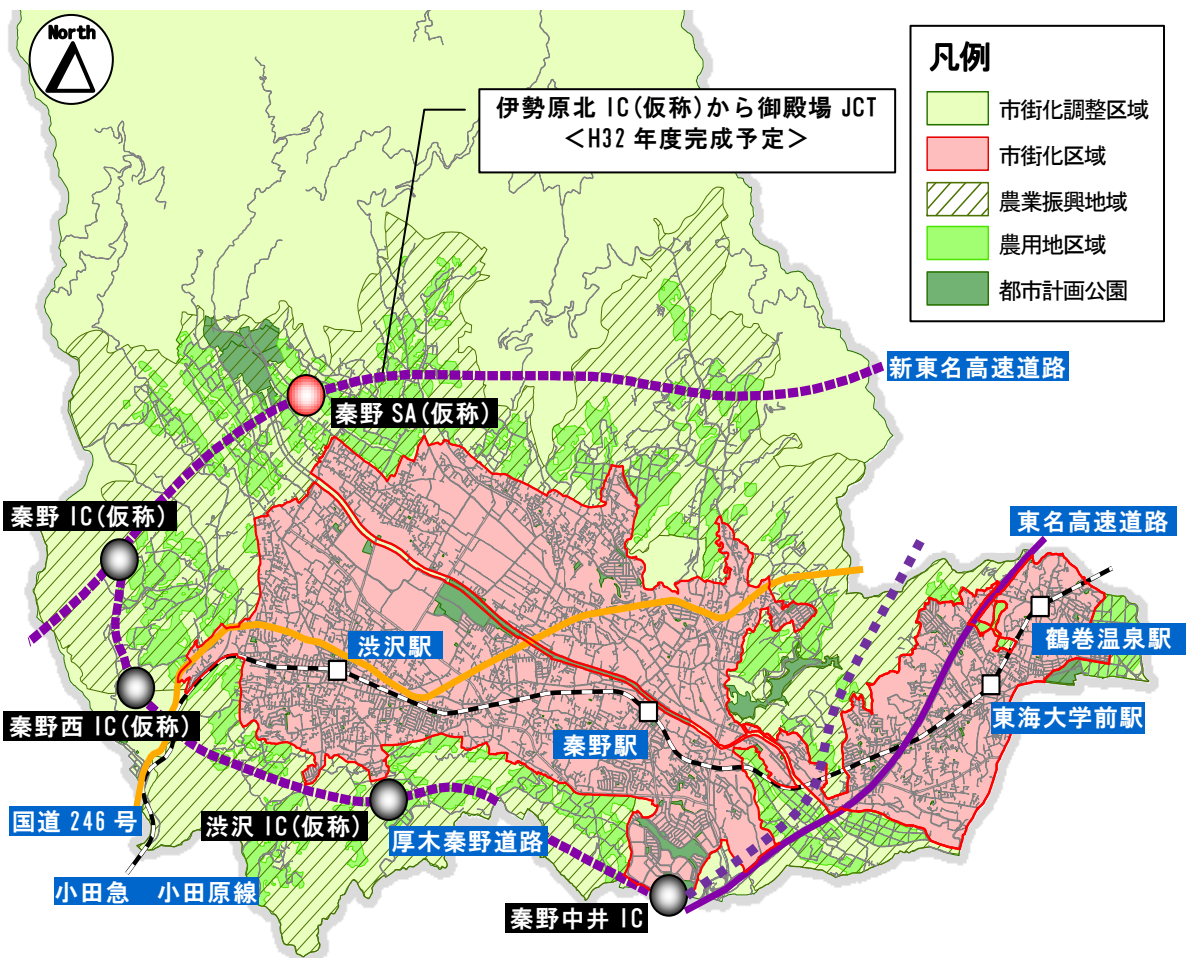 North
伊勢原北 IC(仮称)から御殿場 JCT
<H32 年度完成予定>
凡例
市街化調整区域
市街化区域
農業振興地域
農用地区域
都市計画公園
新東名高速道路
秦野 SA(仮称)
秦野 IC(仮称)
東名高速道路
渋沢駅
鶴巻温泉駅
秦野西 IC(仮称)
秦野駅
東海大学前駅
国道 246 号
渋沢 IC(仮称)
厚木秦野道路
小田急 小田原線
秦野中井 IC